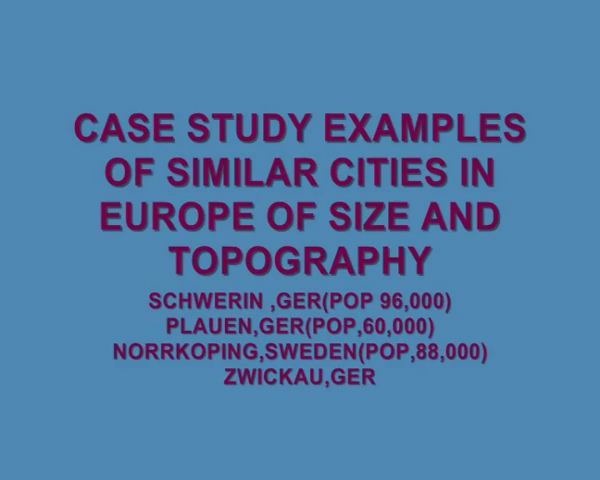 CASE STUDY EXAMPLES
OF SIMILAR CITIES IN
EUROPE OF SIZE AND
TOPOGRAPHY
SCHWERIN ,GER(POP 96,000)
PLAUEN,GER(POP,60,000)
NORRKOPING,SWEDEN(POP,88,000)
ZWICKAU,GER